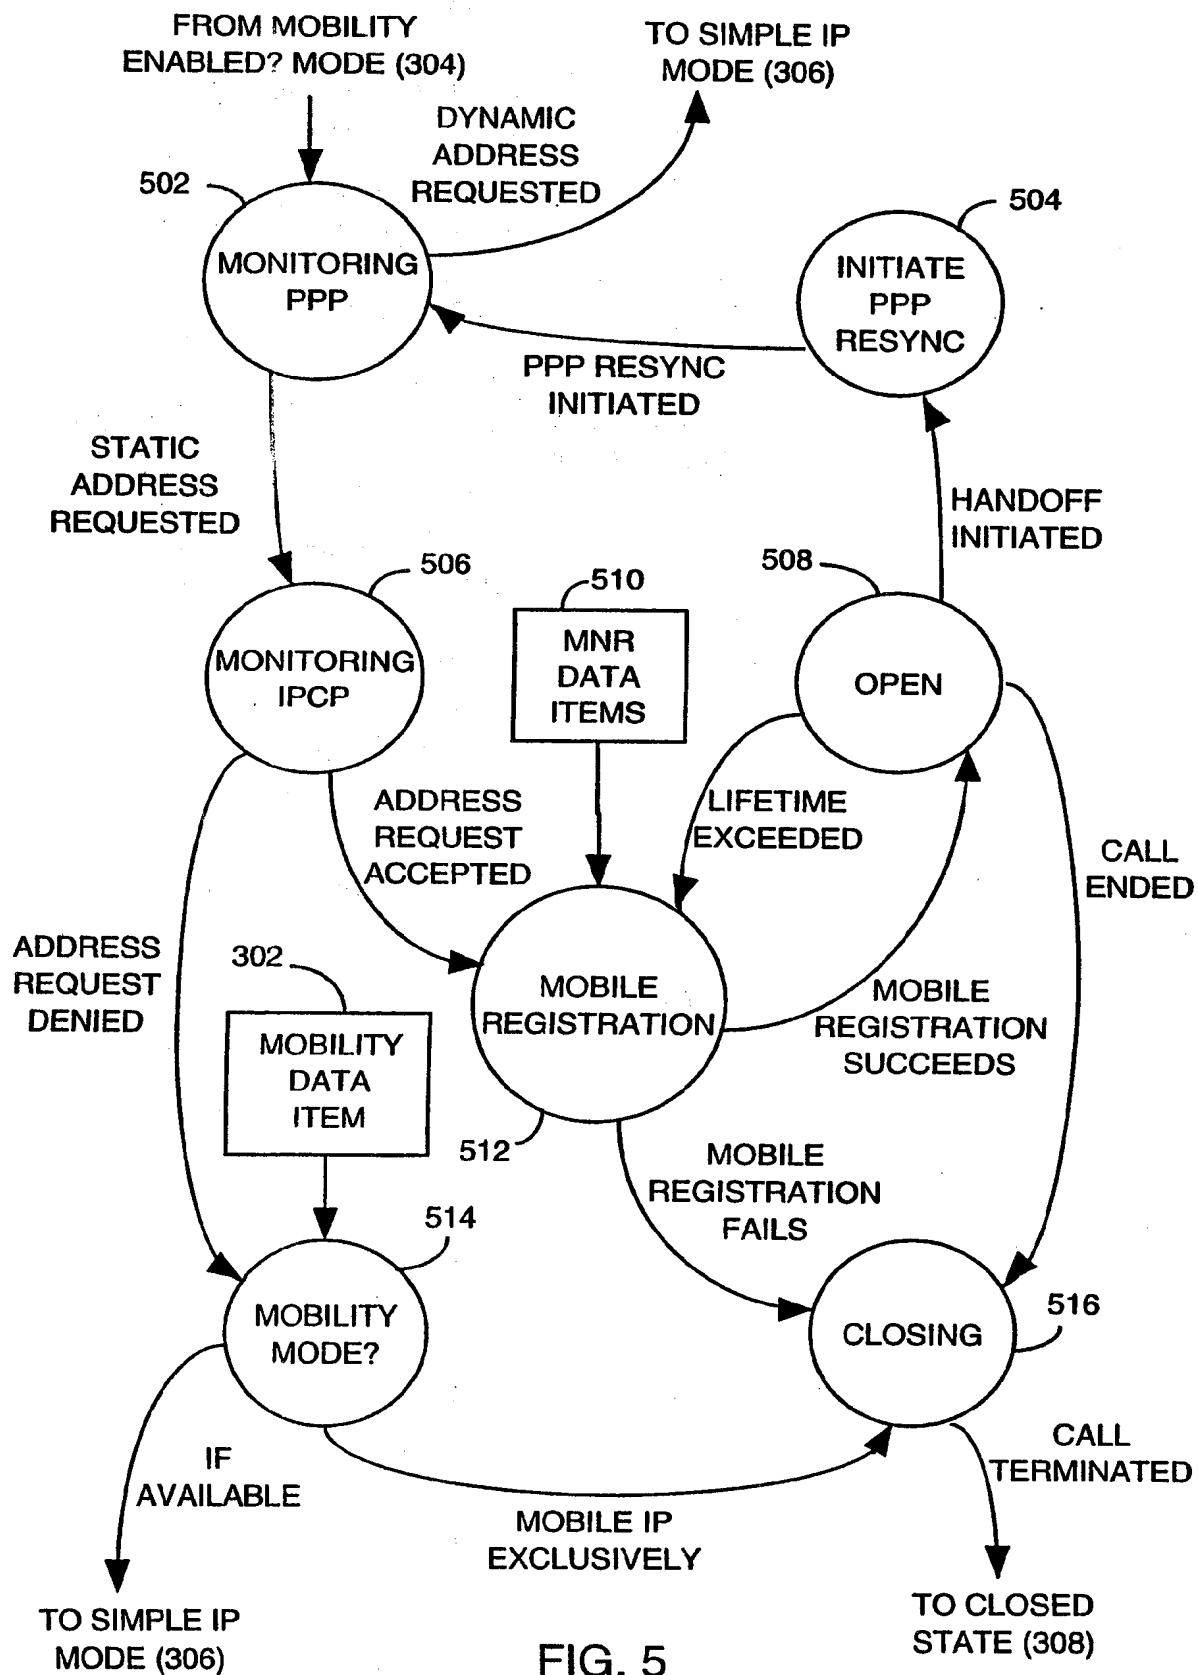 FROM MOBILITY
ENABLED? MODE (304)
TO SIMPLE IP
MODE (306)
DYNAMIC
ADDRESS
REQUESTED
502
504
MONITORING
PPP
INITIATE
PPP
RESYNC
PPP RESYNC
INITIATED
STATIC
ADDRESS
REQUESTED
HANDOFF
INITIATED
506
510
508
MONITORING
IPCP
MNR
DATA
ITEMS
OPEN
ADDRESS
REQUEST
ACCEPTED
LIFETIME
EXCEEDED
CALL
ENDED
ADDRESS
REQUEST
DENIED
302
MOBILITY
DATA
ITEM
MOBILE
REGISTRATION
MOBILE
REGISTRATION
SUCCEEDS
512
MOBILE
REGISTRATION
FAILS
514
MOBILITY
MODE?
CLOSING
516
IF
AVAILABLE
MOBILE IP
EXCLUSIVELY
CALL
TERMINATED
TO SIMPLE IP
MODE (306)
TO CLOSED
STATE (308)
FIG. 5